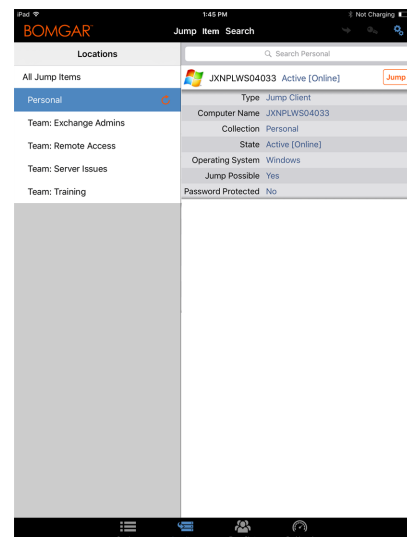 iPad 1:45 PM Not Charging
BOMGAR Jump Item Search
Locations
Search Personal
All Jump Items
JXNPLWS04033 Active [Online] Jump
Personal
Type Jump Client
Computer Name JXNPLWS04033
Team: Exchange Admins
Collection Personal
Team: Remote Access
State Active [Online]
Operating System Windows
Team: Server Issues
Jump Possible Yes
Team: Training
Password Protected No